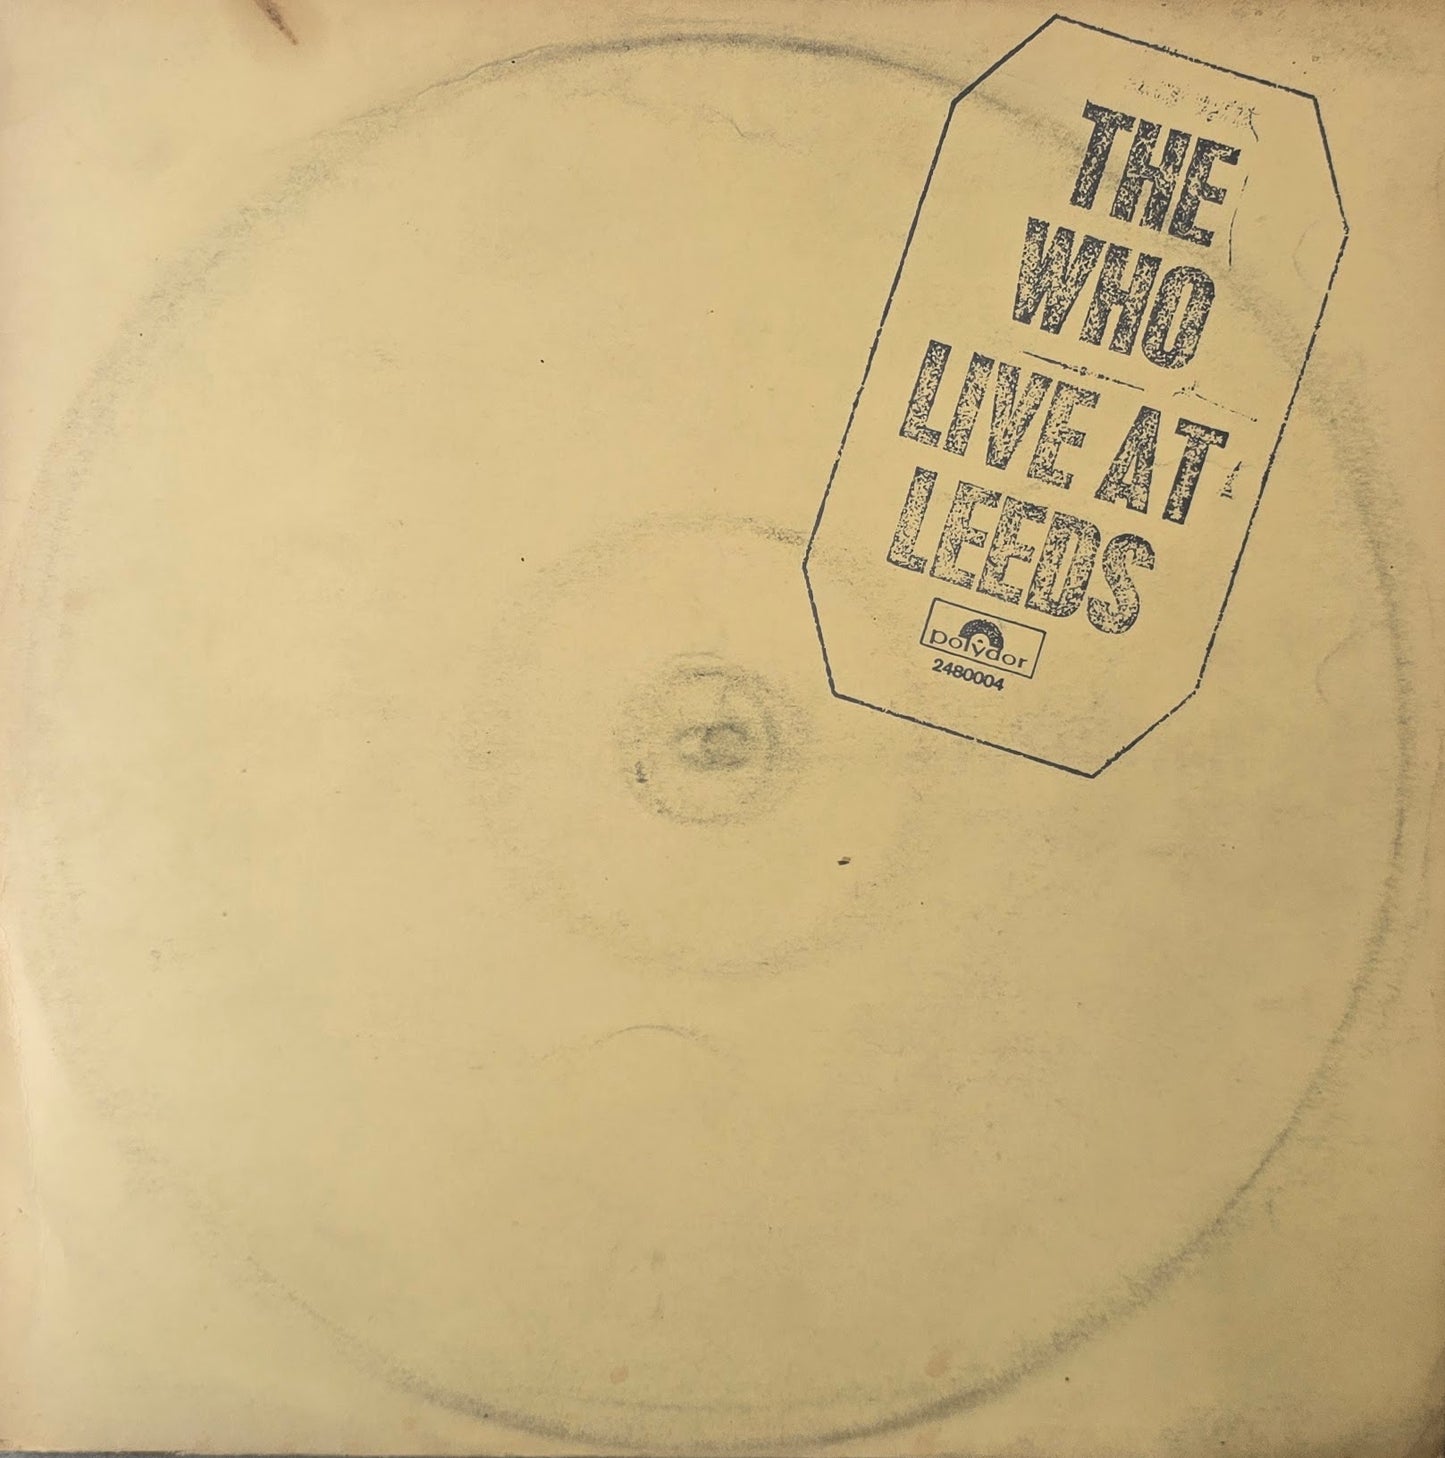 THE
WHO
LIVE AT
LEEDS
polydor
2480004